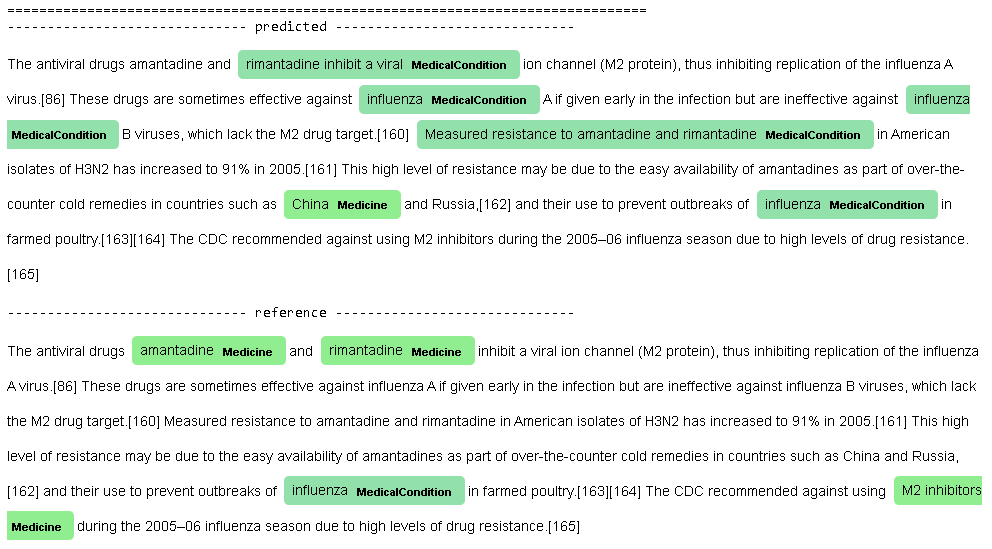 ================================================================================
------------------------------ predicted ------------------------------
The antiviral drugs amantadine and rimantadine inhibit a viral MedicalCondition ion channel (M2 protein), thus inhibiting replication of the influenza A
virus.[86] These drugs are sometimes effective against influenza MedicalCondition A if given early in the infection but are ineffective against influenza
MedicalCondition B viruses, which lack the M2 drug target.[160] Measured resistance to amantadine and rimantadine MedicalCondition in American
isolates of H3N2 has increased to 91% in 2005.[161] This high level of resistance may be due to the easy availability of amantadines as part of over-the-
counter cold remedies in countries such as China Medicine and Russia,[162] and their use to prevent outbreaks of influenza MedicalCondition in
farmed poultry.[163][164] The CDC recommended against using M2 inhibitors during the 2005–06 influenza season due to high levels of drug resistance.
[165]
------------------------------ reference ------------------------------
The antiviral drugs amantadine Medicine and rimantadine Medicine inhibit a viral ion channel (M2 protein), thus inhibiting replication of the influenza
A virus.[86] These drugs are sometimes effective against influenza A if given early in the infection but are ineffective against influenza B viruses, which lack
the M2 drug target.[160] Measured resistance to amantadine and rimantadine in American isolates of H3N2 has increased to 91% in 2005.[161] This high
level of resistance may be due to the easy availability of amantadines as part of over-the-counter cold remedies in countries such as China and Russia,
[162] and their use to prevent outbreaks of influenza MedicalCondition in farmed poultry.[163][164] The CDC recommended against using M2 inhibitors
Medicine during the 2005–06 influenza season due to high levels of drug resistance.[165]